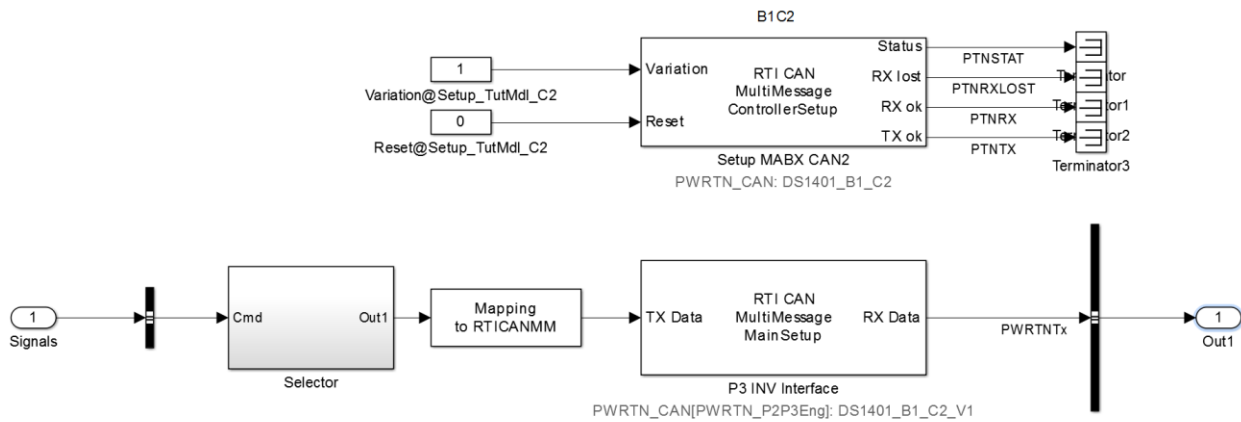 B1C2
1
Variation@Setup_TutMdl_C2
0
Reset@Setup_TutMdl_C2
Variation
Reset
RTI CAN
MultiMessage
ControllerSetup
Status
RX lost
RX ok
TX ok
Setup MABX CAN2
PWRTN_CAN: DS1401_B1_C2
PTNSTAT
PTNRXLOST
PTNRX
PTNTX
Terminator3
1
Signals
Cmd
Out1
Selector
Mapping
to RTICANMM
TX Data
RTI CAN
MultiMessage
MainSetup
RX Data
P3 INV Interface
PWRTN_CAN[PWRTN_P2P3Eng]: DS1401_B1_C2_V1
PWRTNTx
1
Out1